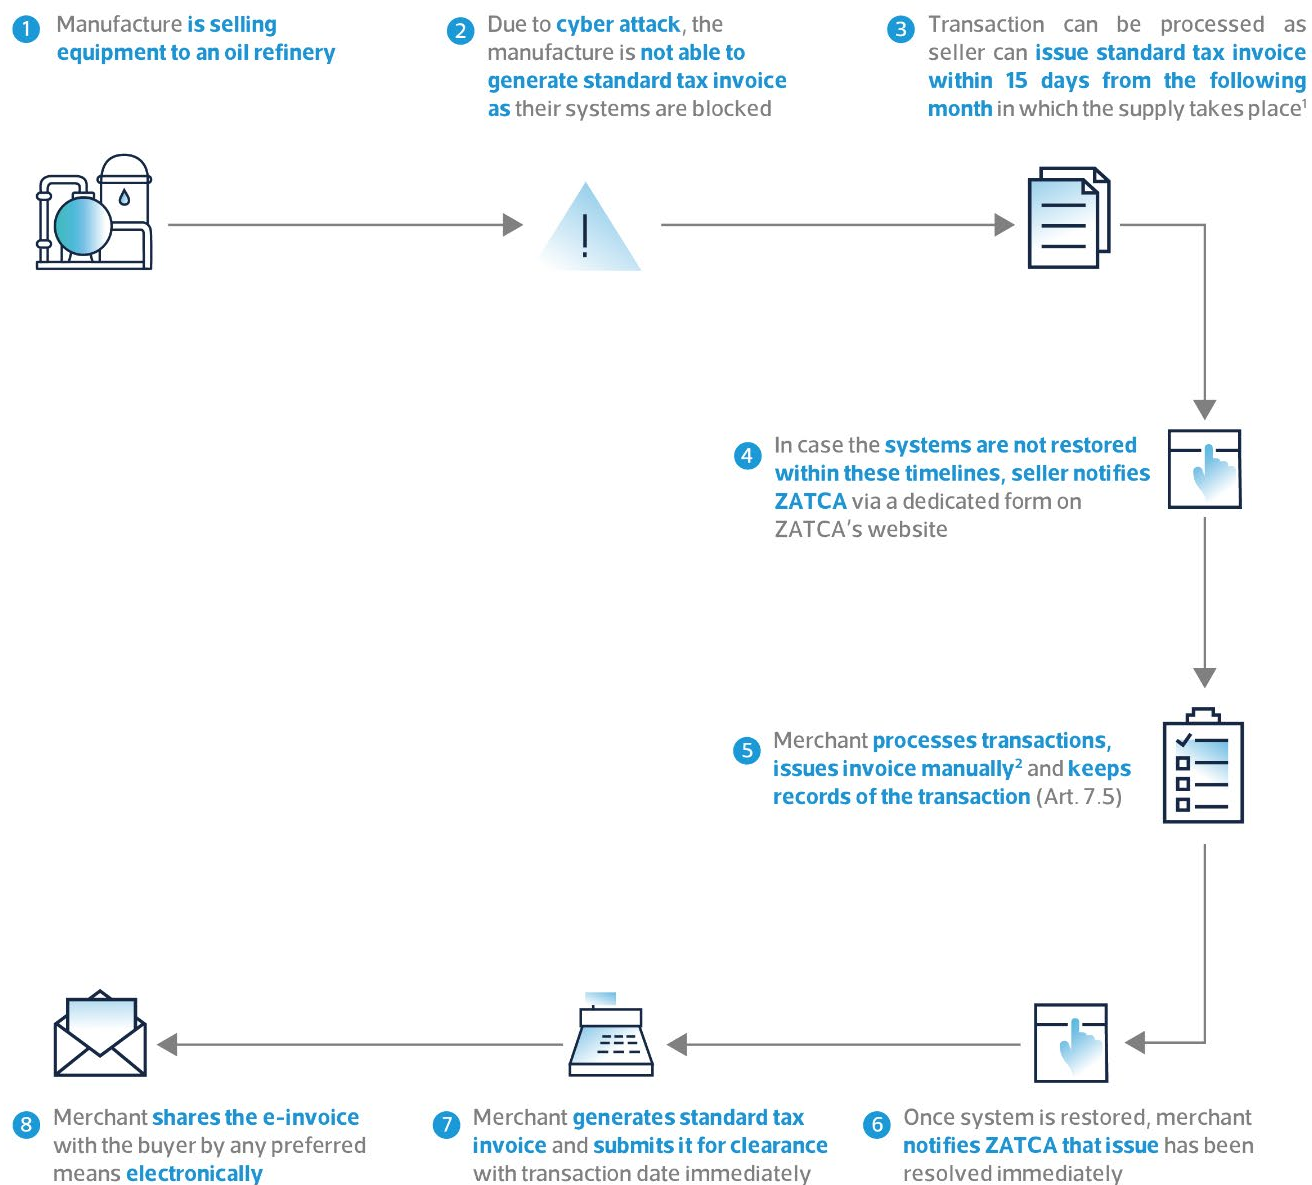 1 Manufacture is selling
equipment to an oil refinery
2 Due to cyber attack, the
manufacture is not able to
generate standard tax invoice
as their systems are blocked
3 Transaction can be processed as
seller can issue standard tax invoice
within 15 days from the following
month in which the supply takes place¹
4 In case the systems are not restored
within these timelines, seller notifies
ZATCA via a dedicated form on
ZATCA's website
5 Merchant processes transactions,
issues invoice manually² and keeps
records of the transaction (Art. 7.5)
6 Once system is restored, merchant
notifies ZATCA that issue has been
resolved immediately
7 Merchant generates standard tax
invoice and submits it for clearance
with transaction date immediately
8 Merchant shares the e-invoice
with the buyer by any preferred
means electronically